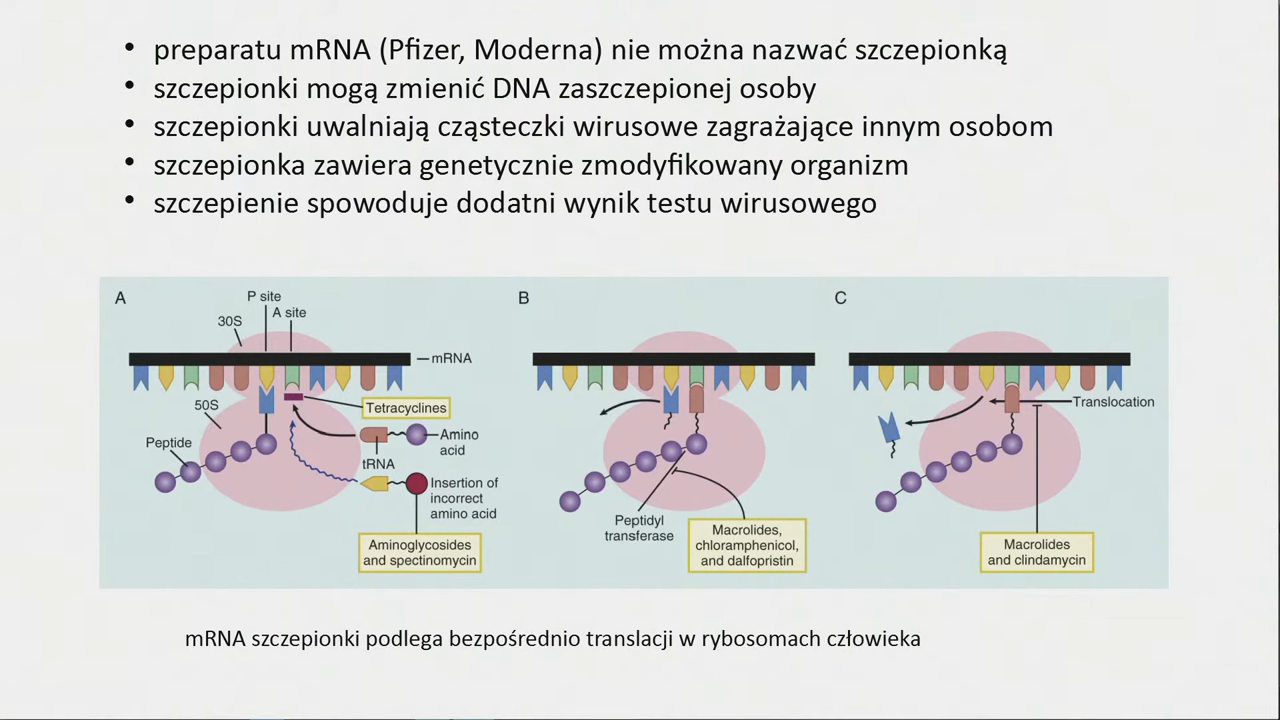 • preparatu mRNA (Pfizer, Moderna) nie można nazwać szczepionką
• szczepionki mogą zmienić DNA zaszczepionej osoby
• szczepionki uwalniają cząsteczki wirusowe zagrażające innym osobom
• szczepionka zawiera genetycznie zmodyfikowany organizm
• szczepienie spowoduje dodatni wynik testu wirusowego
A
P site
A site
30S
mRNA
50S
Tetracyclines
Peptide
Amino
acid
tRNA
Insertion of
incorrect
amino acid
Aminoglycosides
and spectinomycin
B
Peptidyl
transferase
Macrolides,
chloramphenicol,
and dalfopristin
C
Translocation
Macrolides
and clindamycin
mRNA szczepionki podlega bezpośrednio translacji w rybosomach człowieka